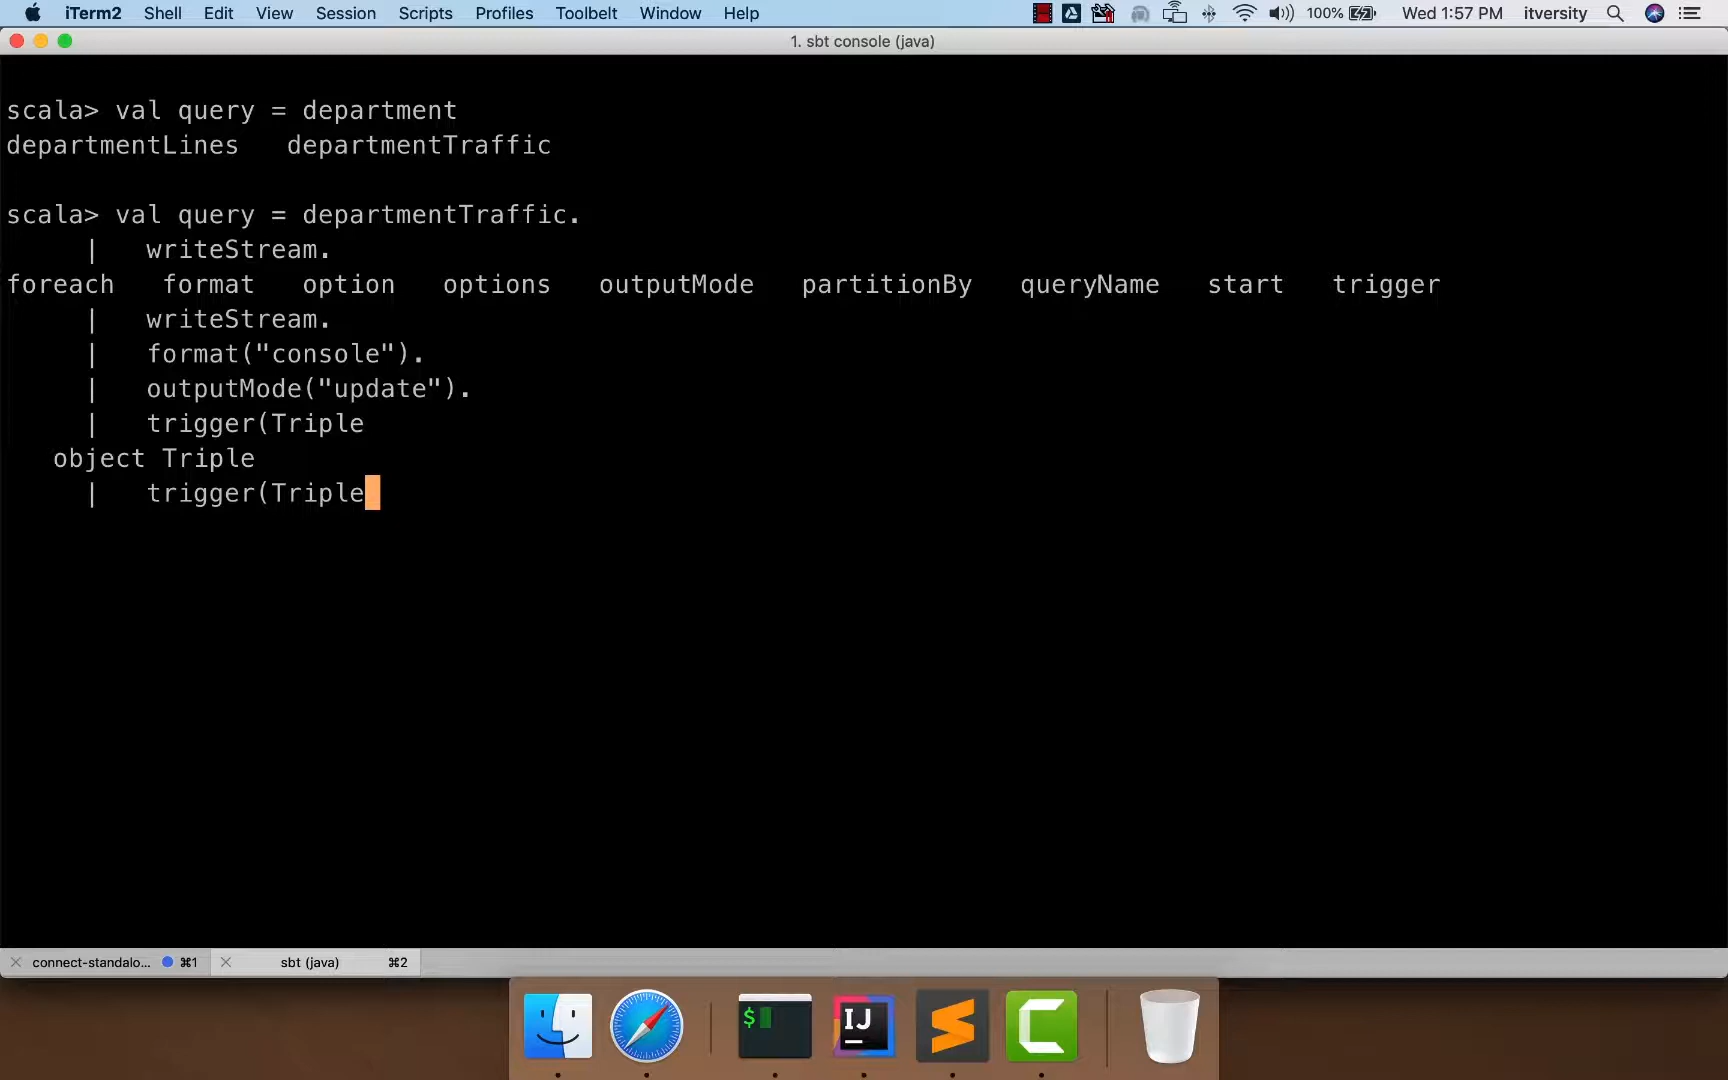 iTerm2 Shell Edit View Session Scripts Profiles Toolbelt Window Help 100% Wed 1:57 PM itversity
1. sbt console (java)
scala> val query = department
departmentLines departmentTraffic
scala> val query = departmentTraffic.
| writeStream.
foreach format option options outputMode partitionBy queryName start trigger
| writeStream.
| format("console").
| outputMode("update").
| trigger(Triple
object Triple
| trigger(Triple
connect-standalo... ⌘1 sbt (java) ⌘2
$ IJ